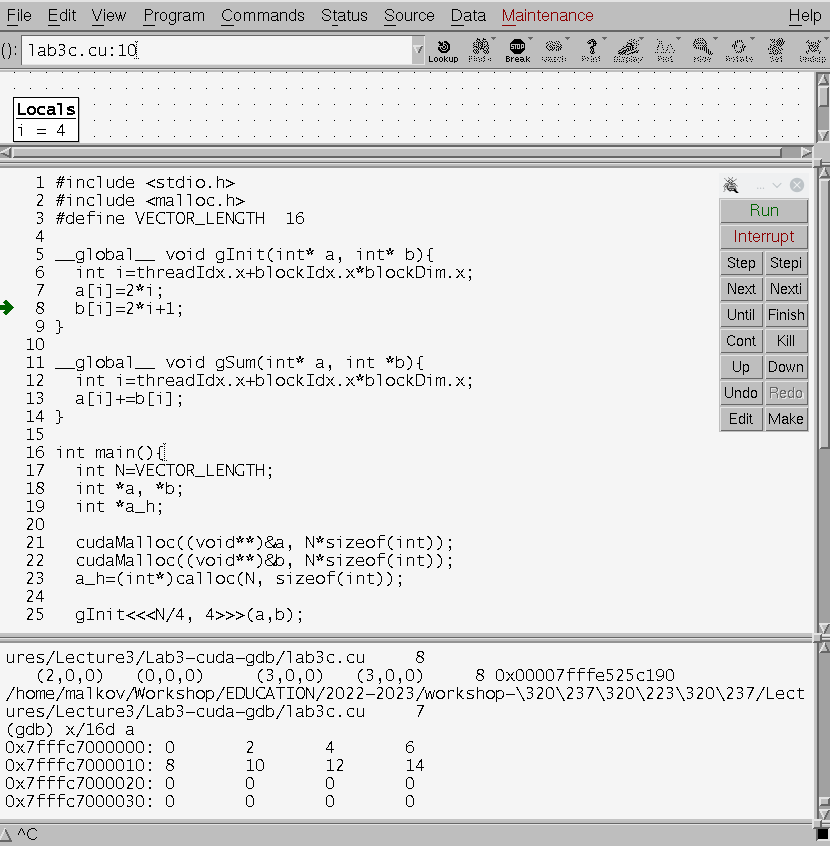 File Edit View Program Commands Status Source Data Maintenance Help
(): lab3c.cu:10 Lookup Find» Break Watch Print Display Plot Rotate Set Undisp
Locals
i = 4
1 #include <stdio.h>
2 #include <malloc.h>
3 #define VECTOR_LENGTH  16
4
5 __global__ void gInit(int* a, int* b){
6   int i=threadIdx.x+blockIdx.x*blockDim.x;
7   a[i]=2*i;
8   b[i]=2*i+1;
9 }
10
11 __global__ void gSum(int* a, int *b){
12   int i=threadIdx.x+blockIdx.x*blockDim.x;
13   a[i]+=b[i];
14 }
15
16 int main(){
17   int N=VECTOR_LENGTH;
18   int *a, *b;
19   int *a_h;
20
21   cudaMalloc((void**)&a, N*sizeof(int));
22   cudaMalloc((void**)&b, N*sizeof(int));
23   a_h=(int*)calloc(N, sizeof(int));
24
25   gInit<<<N/4, 4>>>(a,b);
Run
Interrupt
Step Stepi
Next Nexti
Until Finish
Cont Kill
Up Down
Undo Redo
Edit Make
ures/Lecture3/Lab3-cuda-gdb/lab3c.cu     8
   (2,0,0)   (0,0,0)     (3,0,0)   (3,0,0)     8 0x00007fffe525c190
/home/malkov/Workshop/EDUCATION/2022-2023/workshop-\320\237\320\223\320\237/Lect
ures/Lecture3/Lab3-cuda-gdb/lab3c.cu     7
(gdb) x/16d a
0x7fffc7000000: 0       2       4       6
0x7fffc7000010: 8       10      12      14
0x7fffc7000020: 0       0       0       0
0x7fffc7000030: 0       0       0       0
^C